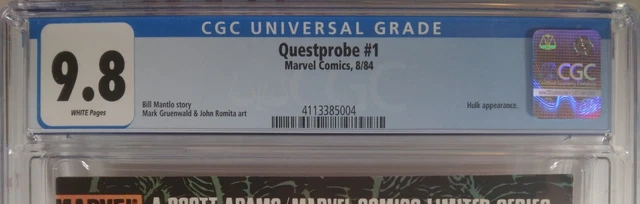 CGC UNIVERSAL GRADE
9.8
WHITE Pages
Questprobe #1
Marvel Comics, 8/84
Bill Mantlo story
Mark Gruenwald & John Romita art
Hulk appearance.
4113385004
CGC
MARVEL
A SCOTT ADAMS/MARVEL COMICS LIMITED SERIES